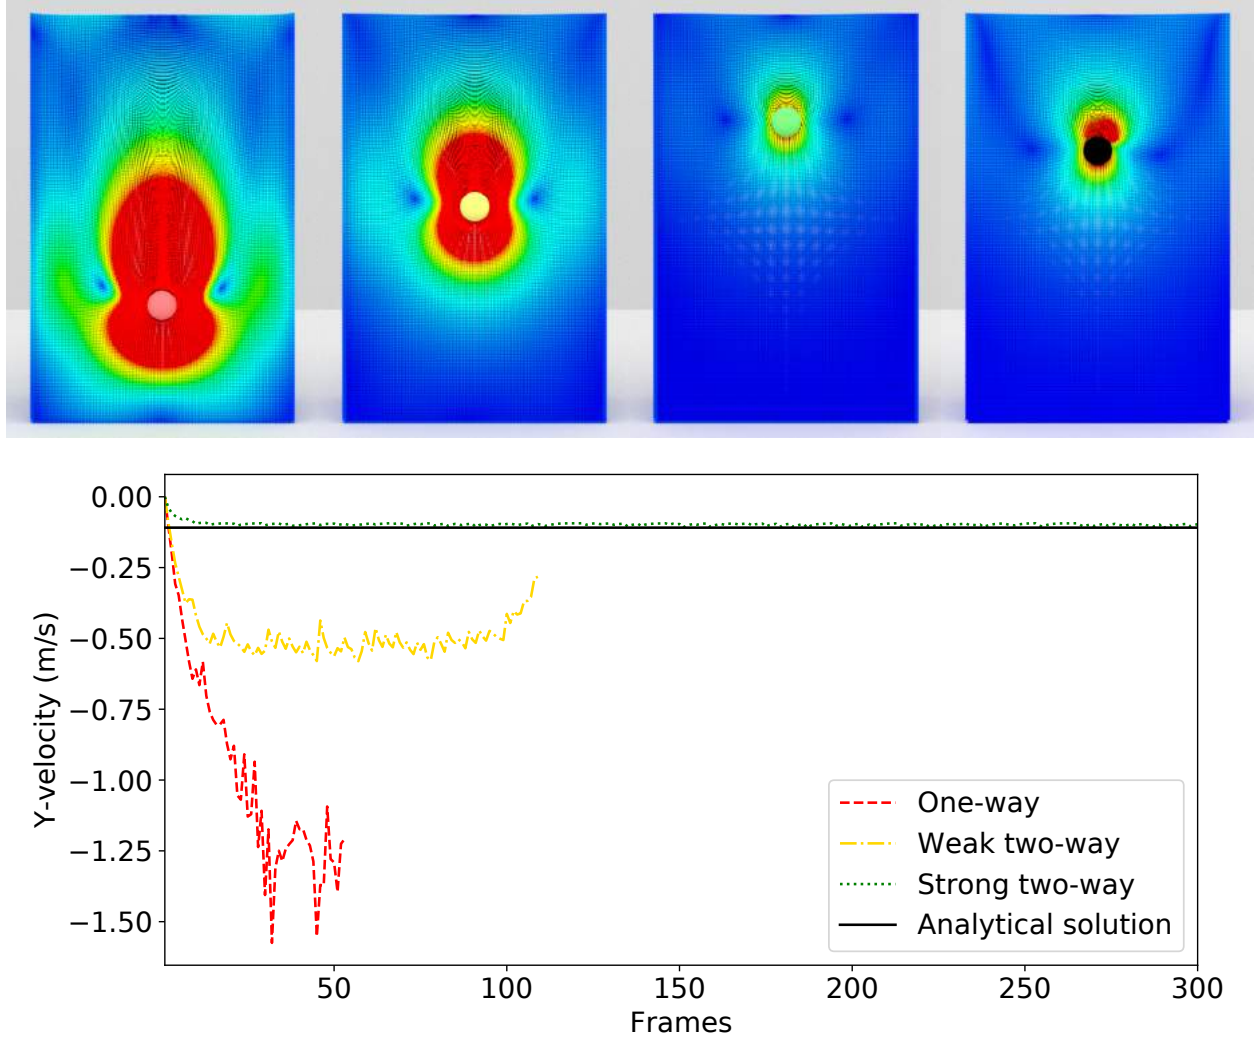 0.00
−0.25
−0.50
−0.75
−1.00
−1.25
−1.50
Y-velocity (m/s)
One-way
Weak two-way
Strong two-way
Analytical solution
50 100 150 200 250 300
Frames